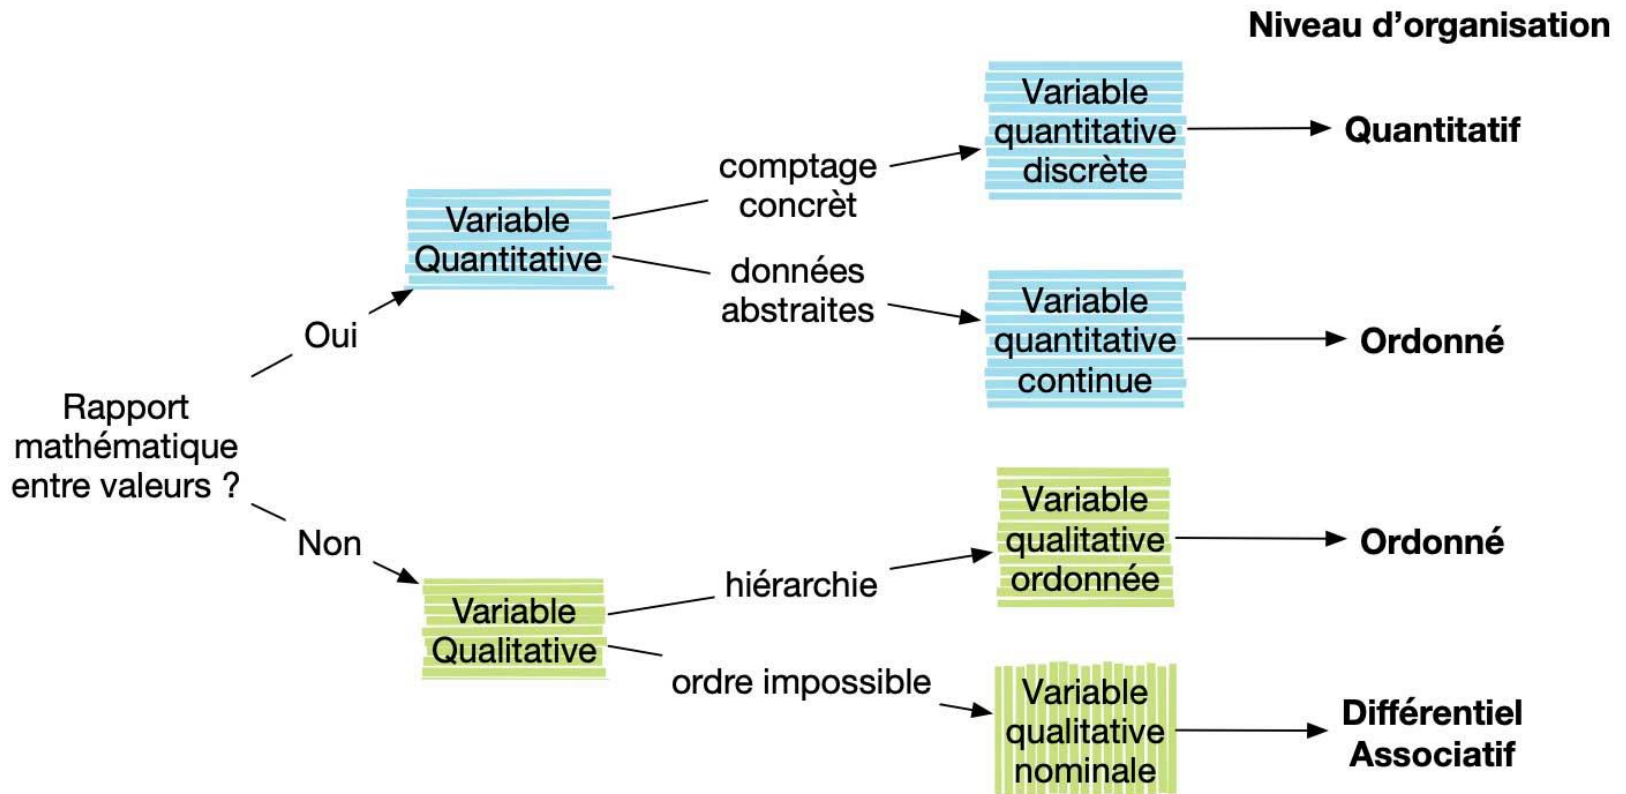 Niveau d’organisation
Rapport
mathématique
entre valeurs ?
Oui
Variable
Quantitative
comptage
concrèt
Variable
quantitative
discrète
Quantitatif
données
abstraites
Variable
quantitative
continue
Ordonné
Non
Variable
Qualitative
hiérarchie
Variable
qualitative
ordonnée
Ordonné
ordre impossible
Variable
qualitative
nominale
Différentiel
Associatif